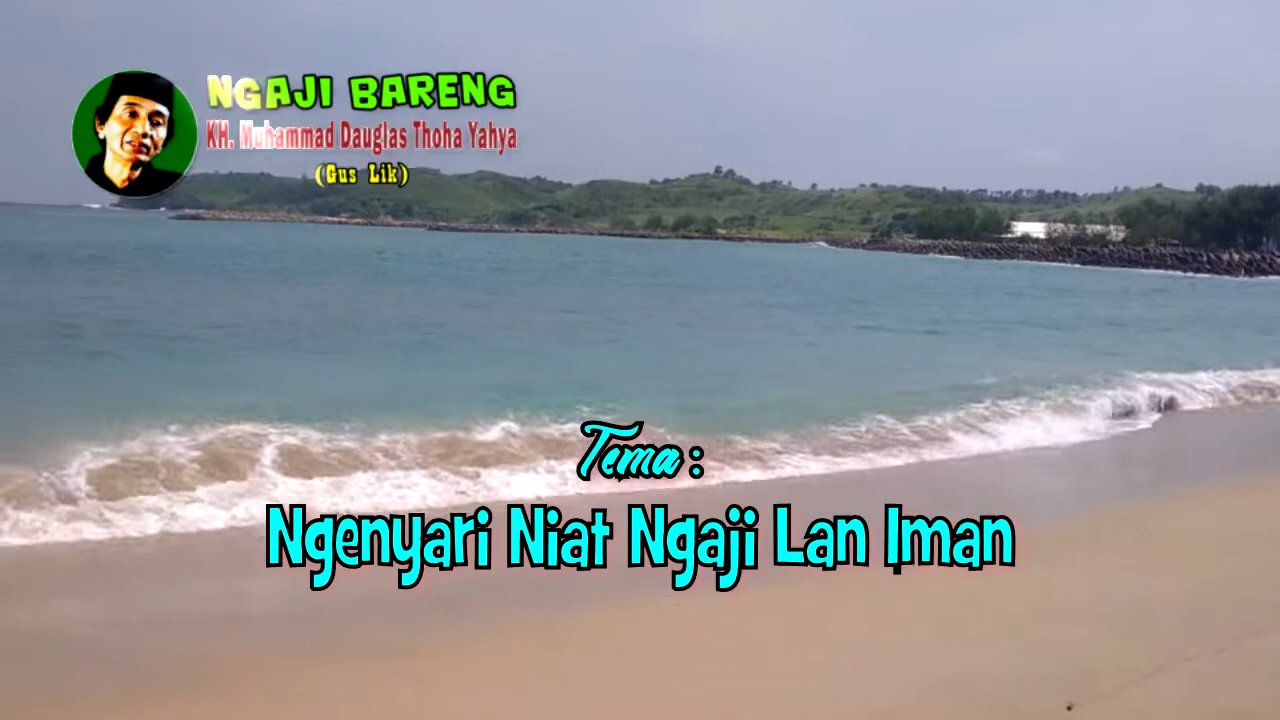 NGAJI BARENG
KH. Muhammad Dauglas Thoha Yahya
(Gus Lik)
Tema :
Ngenyari Niat Ngaji Lan Iman